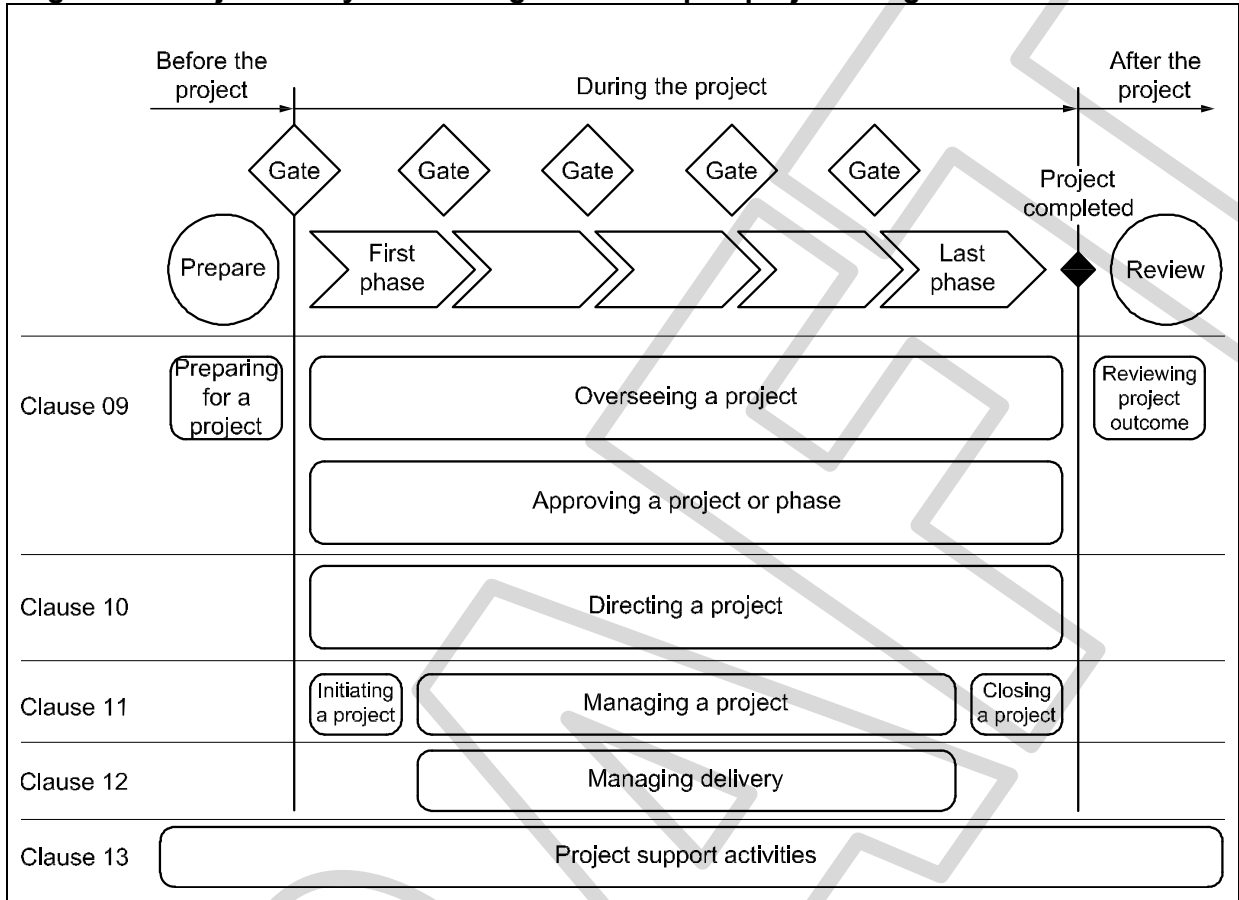 Before the
project
During the project
After the
project
Gate
Gate
Gate
Gate
Gate
Project
completed
Prepare
First
phase
Last
phase
Review
Clause 09
Preparing
for a
project
Overseeing a project
Reviewing
project
outcome
Approving a project or phase
Clause 10
Directing a project
Clause 11
Initiating
a project
Managing a project
Closing
a project
Clause 12
Managing delivery
Clause 13
Project support activities